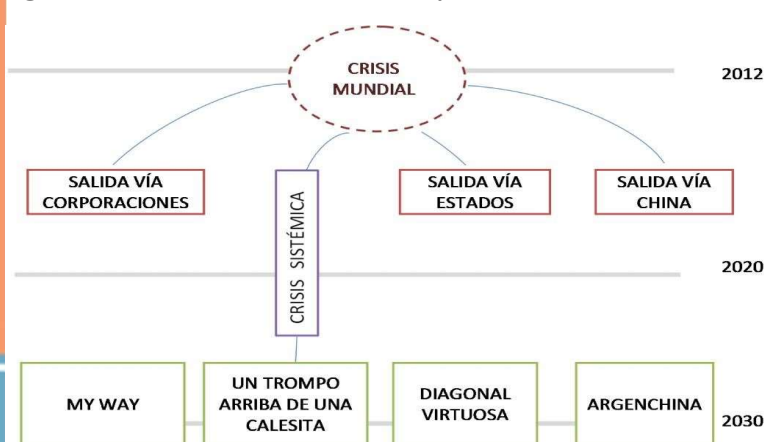 CRISIS
MUNDIAL
2012
SALIDA VÍA
CORPORACIONES
CRISIS SISTÉMICA
SALIDA VÍA
ESTADOS
SALIDA VÍA
CHINA
2020
MY WAY
UN TROMPO
ARRIBA DE UNA
CALESITA
DIAGONAL
VIRTUOSA
ARGENCHINA
2030